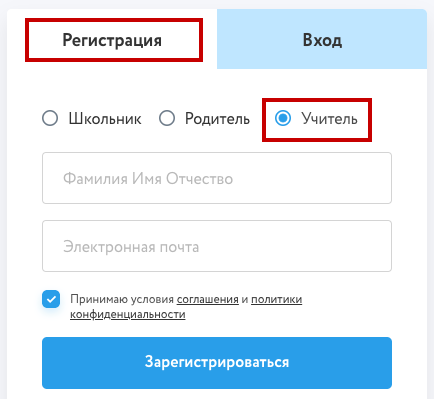 Регистрация Вход
Школьник Родитель Учитель
Фамилия Имя Отчество
Электронная почта
Принимаю условия соглашения и политики
конфиденциальности
Зарегистрироваться